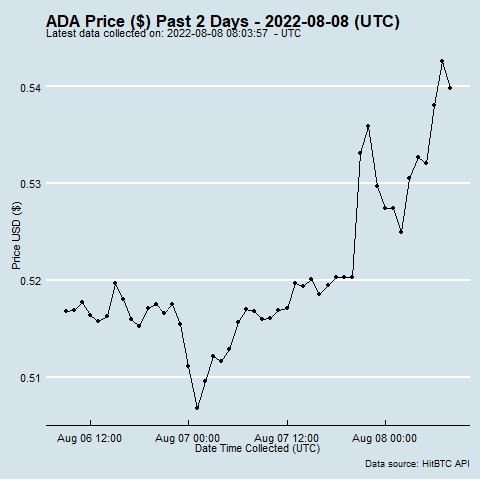 ADA Price ($) Past 2 Days - 2022-08-08 (UTC)
Latest data collected on: 2022-08-08 08:03:57 - UTC
Price USD ($)
0.54
0.53
0.52
0.51
Aug 06 12:00 Aug 07 00:00 Aug 07 12:00 Aug 08 00:00
Date Time Collected (UTC)
Data source: HitBTC API